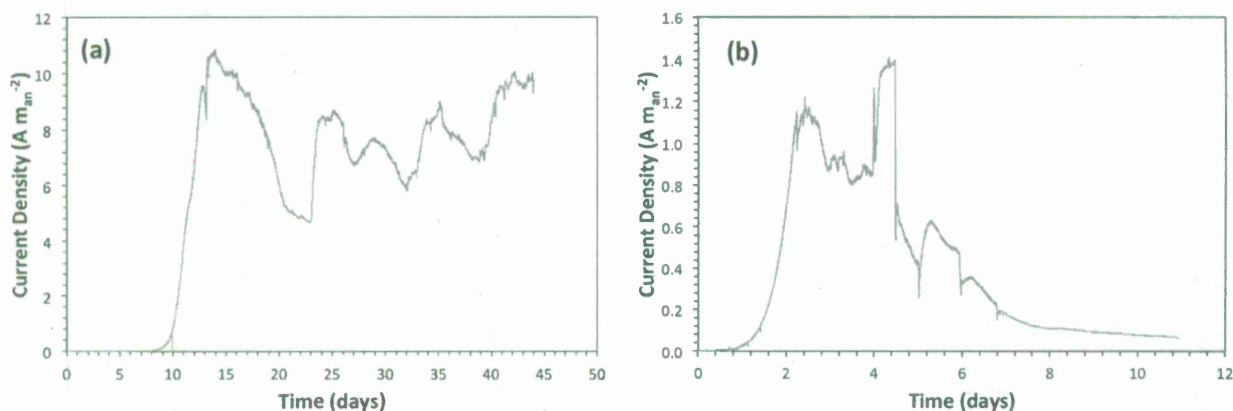 (a)
Current Density (A m_an^-2)
12
10
8
6
4
2
0
0 5 10 15 20 25 30 35 40 45 50
Time (days)
(b)
Current Density (A m_an^-2)
1.6
1.4
1.2
1.0
0.8
0.6
0.4
0.2
0.0
0 2 4 6 8 10 12
Time (days)